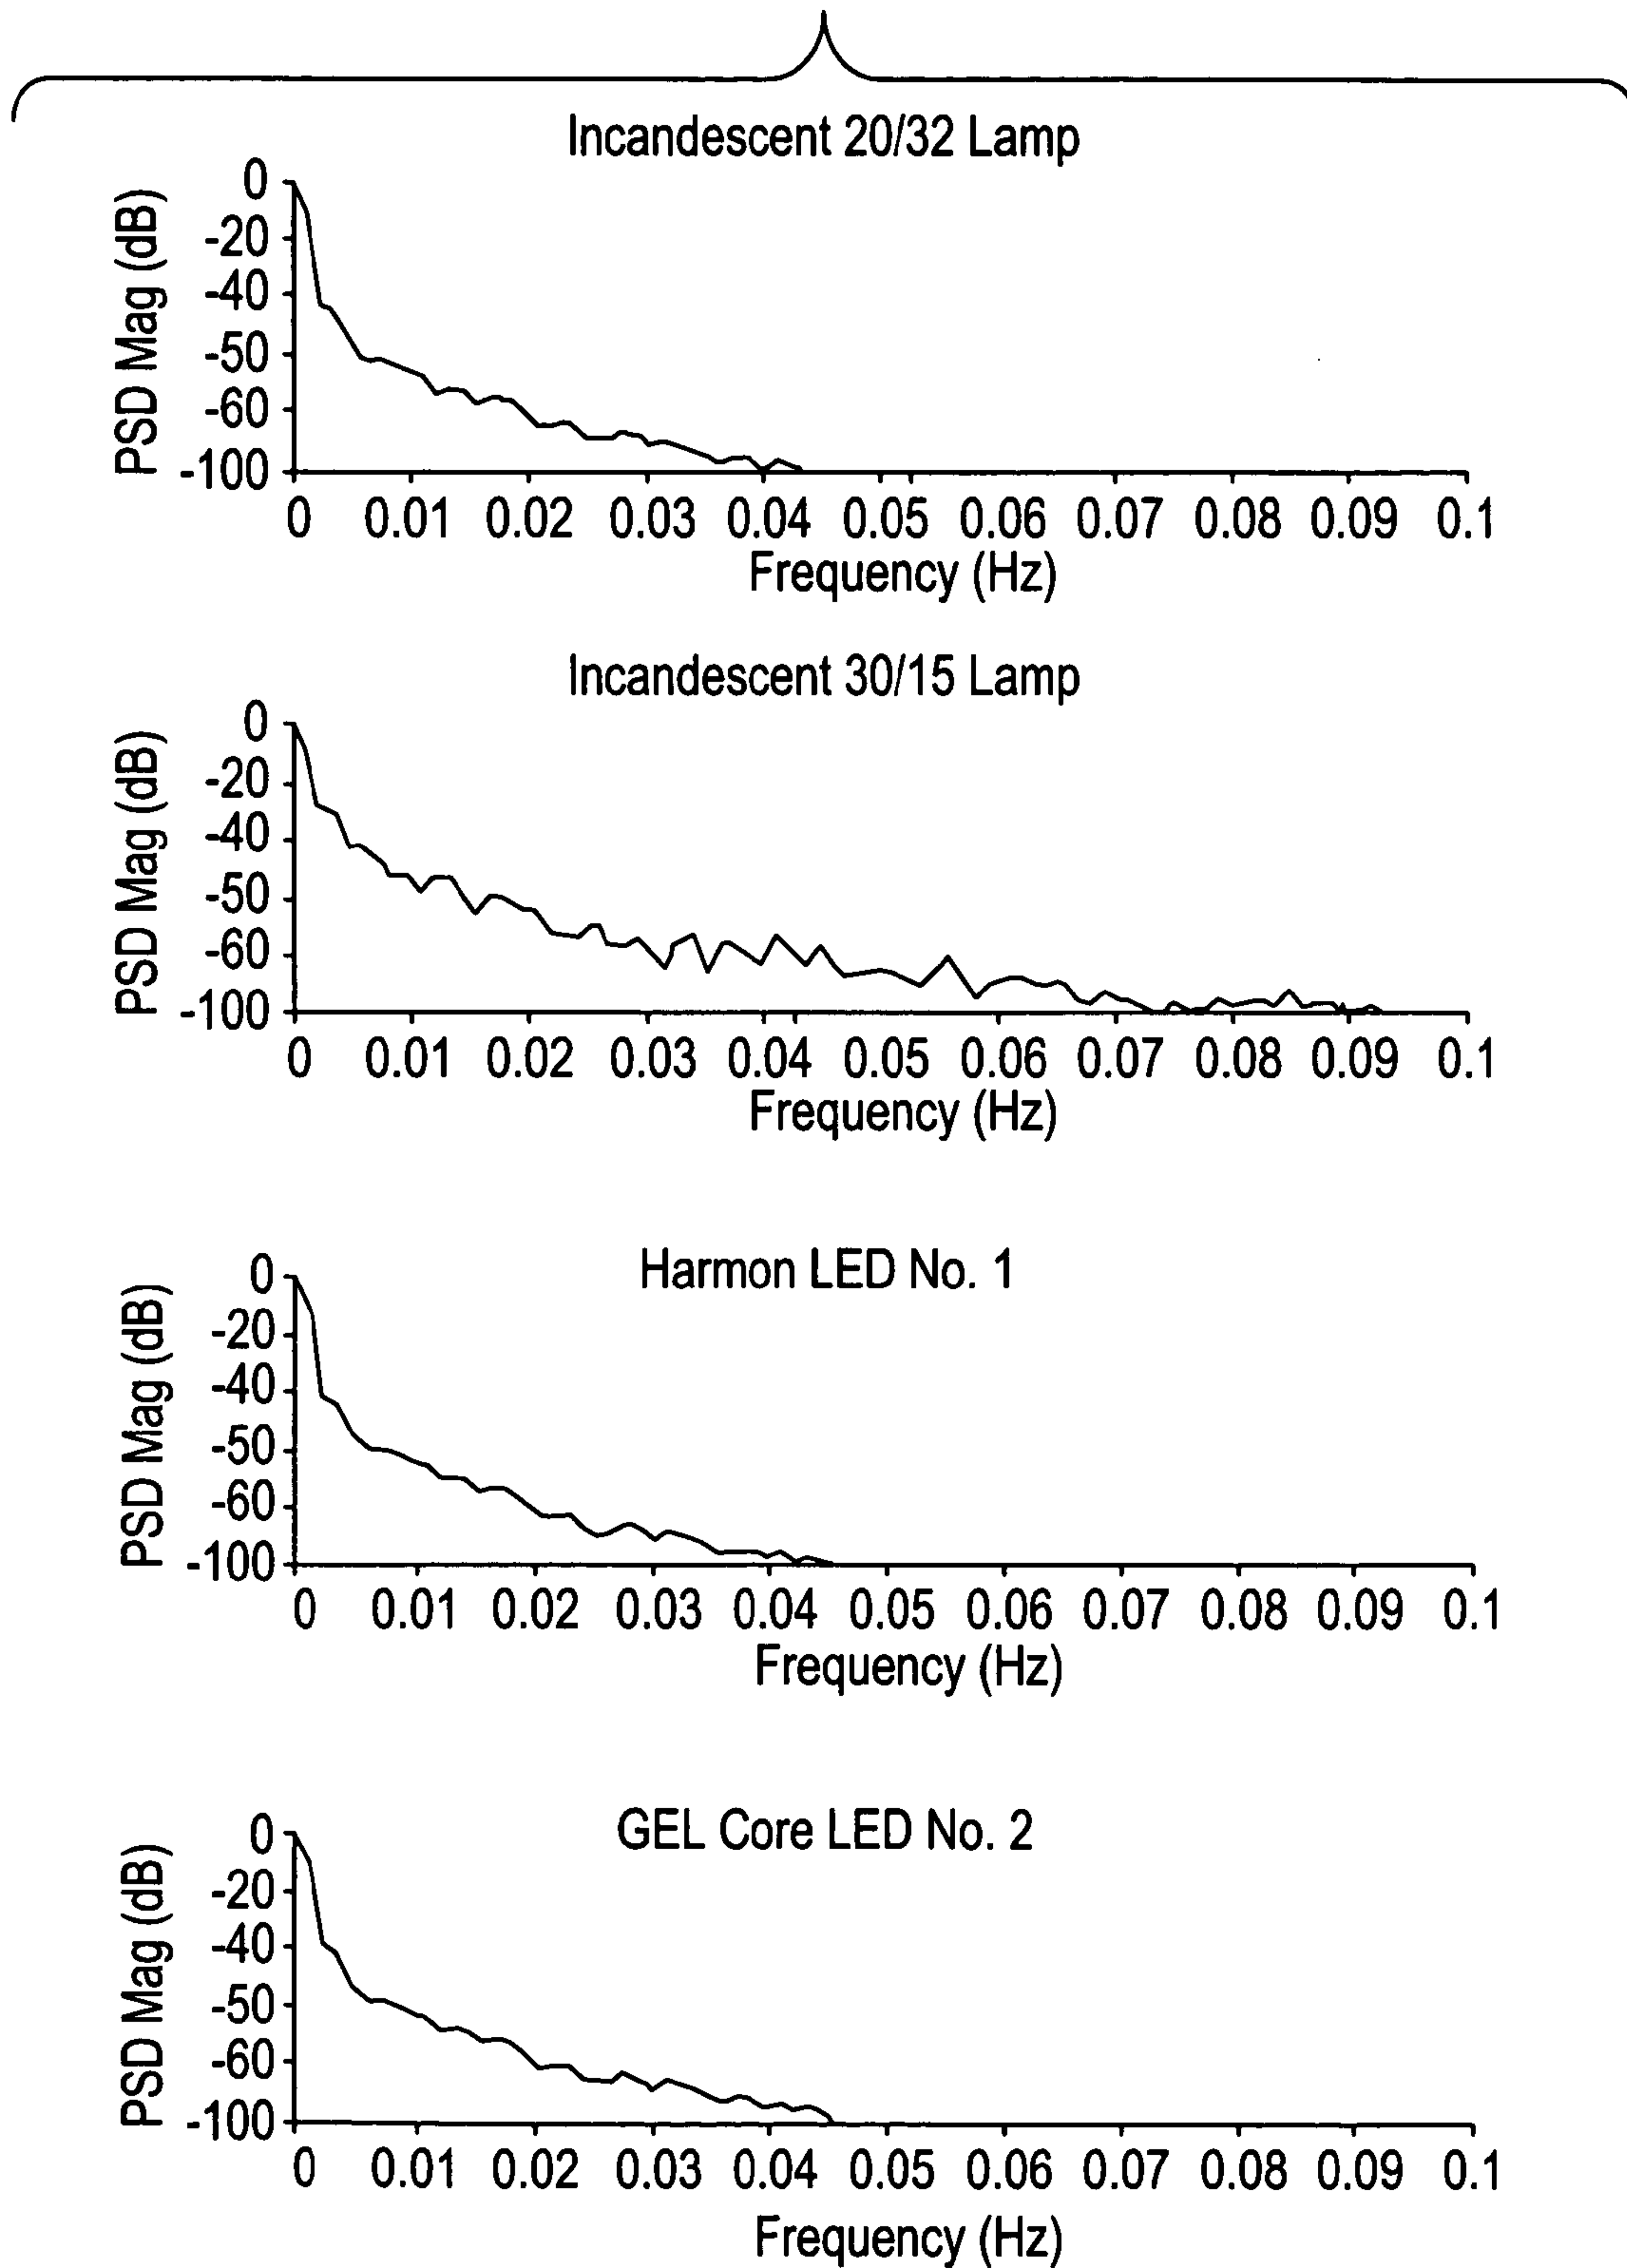 Incandescent 20/32 Lamp
PSD Mag (dB)
0
-20
-40
-50
-60
-100
0 0.01 0.02 0.03 0.04 0.05 0.06 0.07 0.08 0.09 0.1
Frequency (Hz)
Incandescent 30/15 Lamp
PSD Mag (dB)
0
-20
-40
-50
-60
-100
0 0.01 0.02 0.03 0.04 0.05 0.06 0.07 0.08 0.09 0.1
Frequency (Hz)
Harmon LED No. 1
PSD Mag (dB)
0
-20
-40
-50
-60
-100
0 0.01 0.02 0.03 0.04 0.05 0.06 0.07 0.08 0.09 0.1
Frequency (Hz)
GEL Core LED No. 2
PSD Mag (dB)
0
-20
-40
-50
-60
-100
0 0.01 0.02 0.03 0.04 0.05 0.06 0.07 0.08 0.09 0.1
Frequency (Hz)